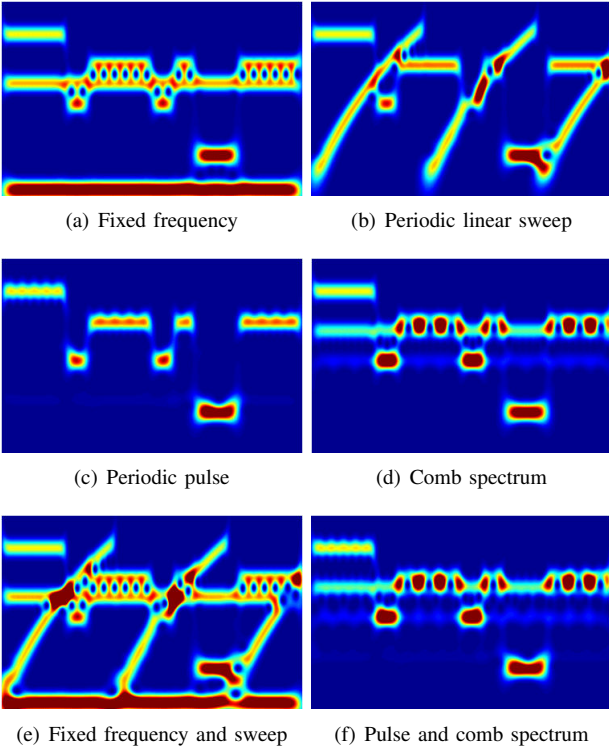 (a) Fixed frequency
(b) Periodic linear sweep
(c) Periodic pulse
(d) Comb spectrum
(e) Fixed frequency and sweep
(f) Pulse and comb spectrum